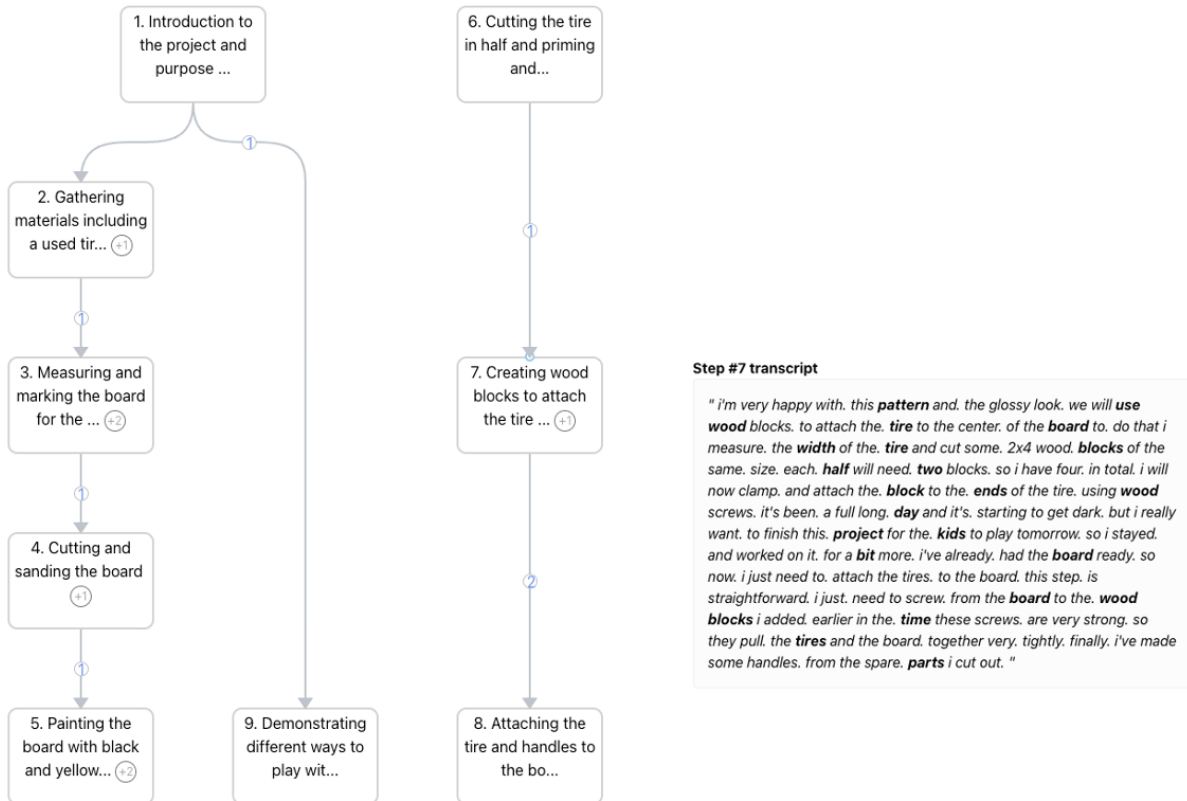 1. Introduction to
the project and
purpose ...
6. Cutting the tire
in half and priming
and...
1
2. Gathering
materials including
a used tir... +1
1
1
3. Measuring and
marking the board
for the ... +2
7. Creating wood
blocks to attach
the tire ... +1
1
4. Cutting and
sanding the board
+1
2
1
5. Painting the
board with black
and yellow... +2
9. Demonstrating
different ways to
play wit...
8. Attaching the
tire and handles to
the bo...
Step #7 transcript
" i'm very happy with. this pattern and. the glossy look. we will use
wood blocks. to attach the. tire to the center. of the board to. do that i
measure. the width of the. tire and cut some. 2x4 wood. blocks of the
same. size. each. half will need. two blocks. so i have four. in total. i will
now clamp. and attach the. block to the. ends of the tire. using wood
screws. it's been. a full long. day and it's. starting to get dark. but i really
want. to finish this. project for the. kids to play tomorrow. so i stayed.
and worked on it. for a bit more. i've already. had the board ready. so
now. i just need to. attach the tires. to the board. this step. is
straightforward. i just. need to screw. from the board to the. wood
blocks i added. earlier in the. time these screws. are very strong. so
they pull. the tires and the board. together very. tightly. finally. i've made
some handles. from the spare. parts i cut out. "